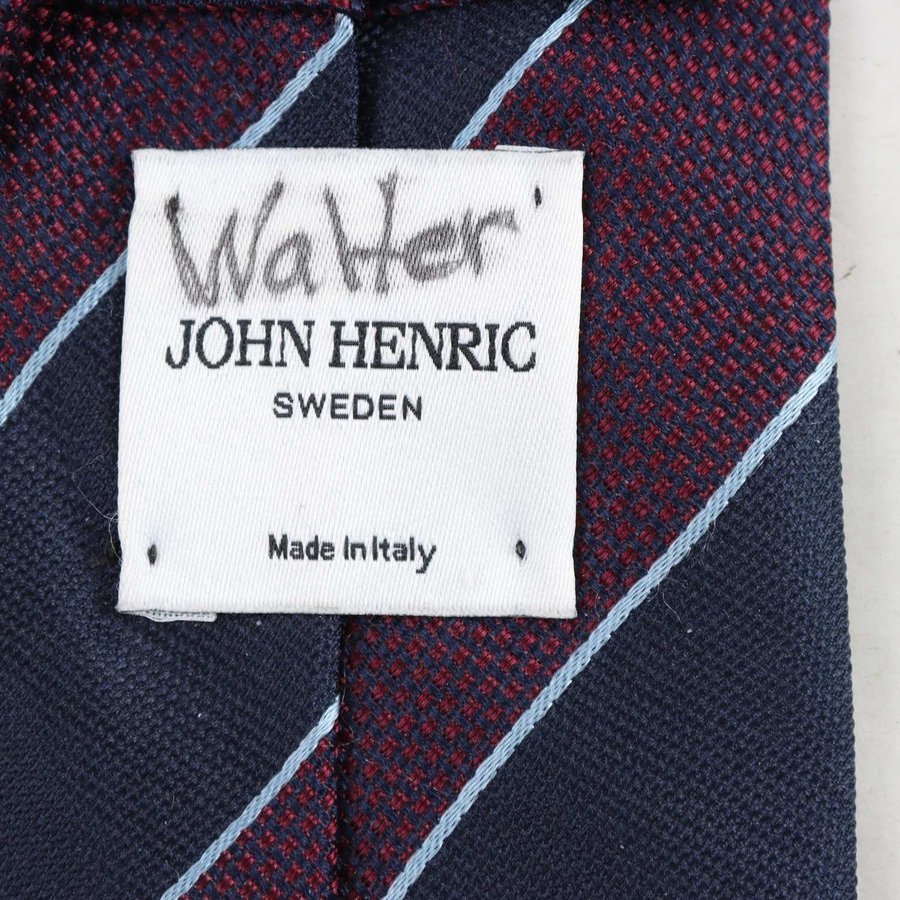 Walter
JOHN HENRIC
SWEDEN
Made in Italy